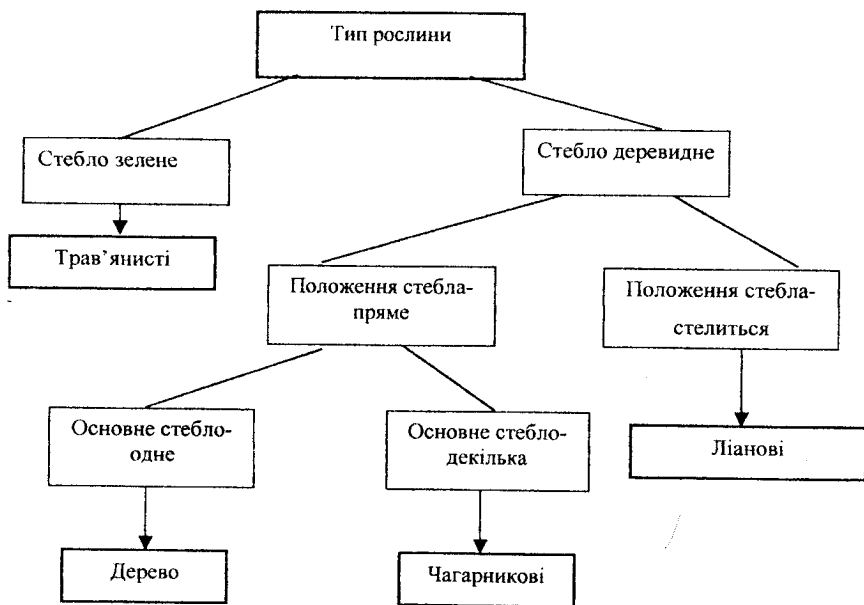 Тип рослини
Стебло зелене
Стебло деревидне
Трав’янисті
Положення стебла-
пряме
Положення стебла-
стелиться
Основне стебло-
одне
Основне стебло-
декілька
Ліанові
Дерево
Чагарникові